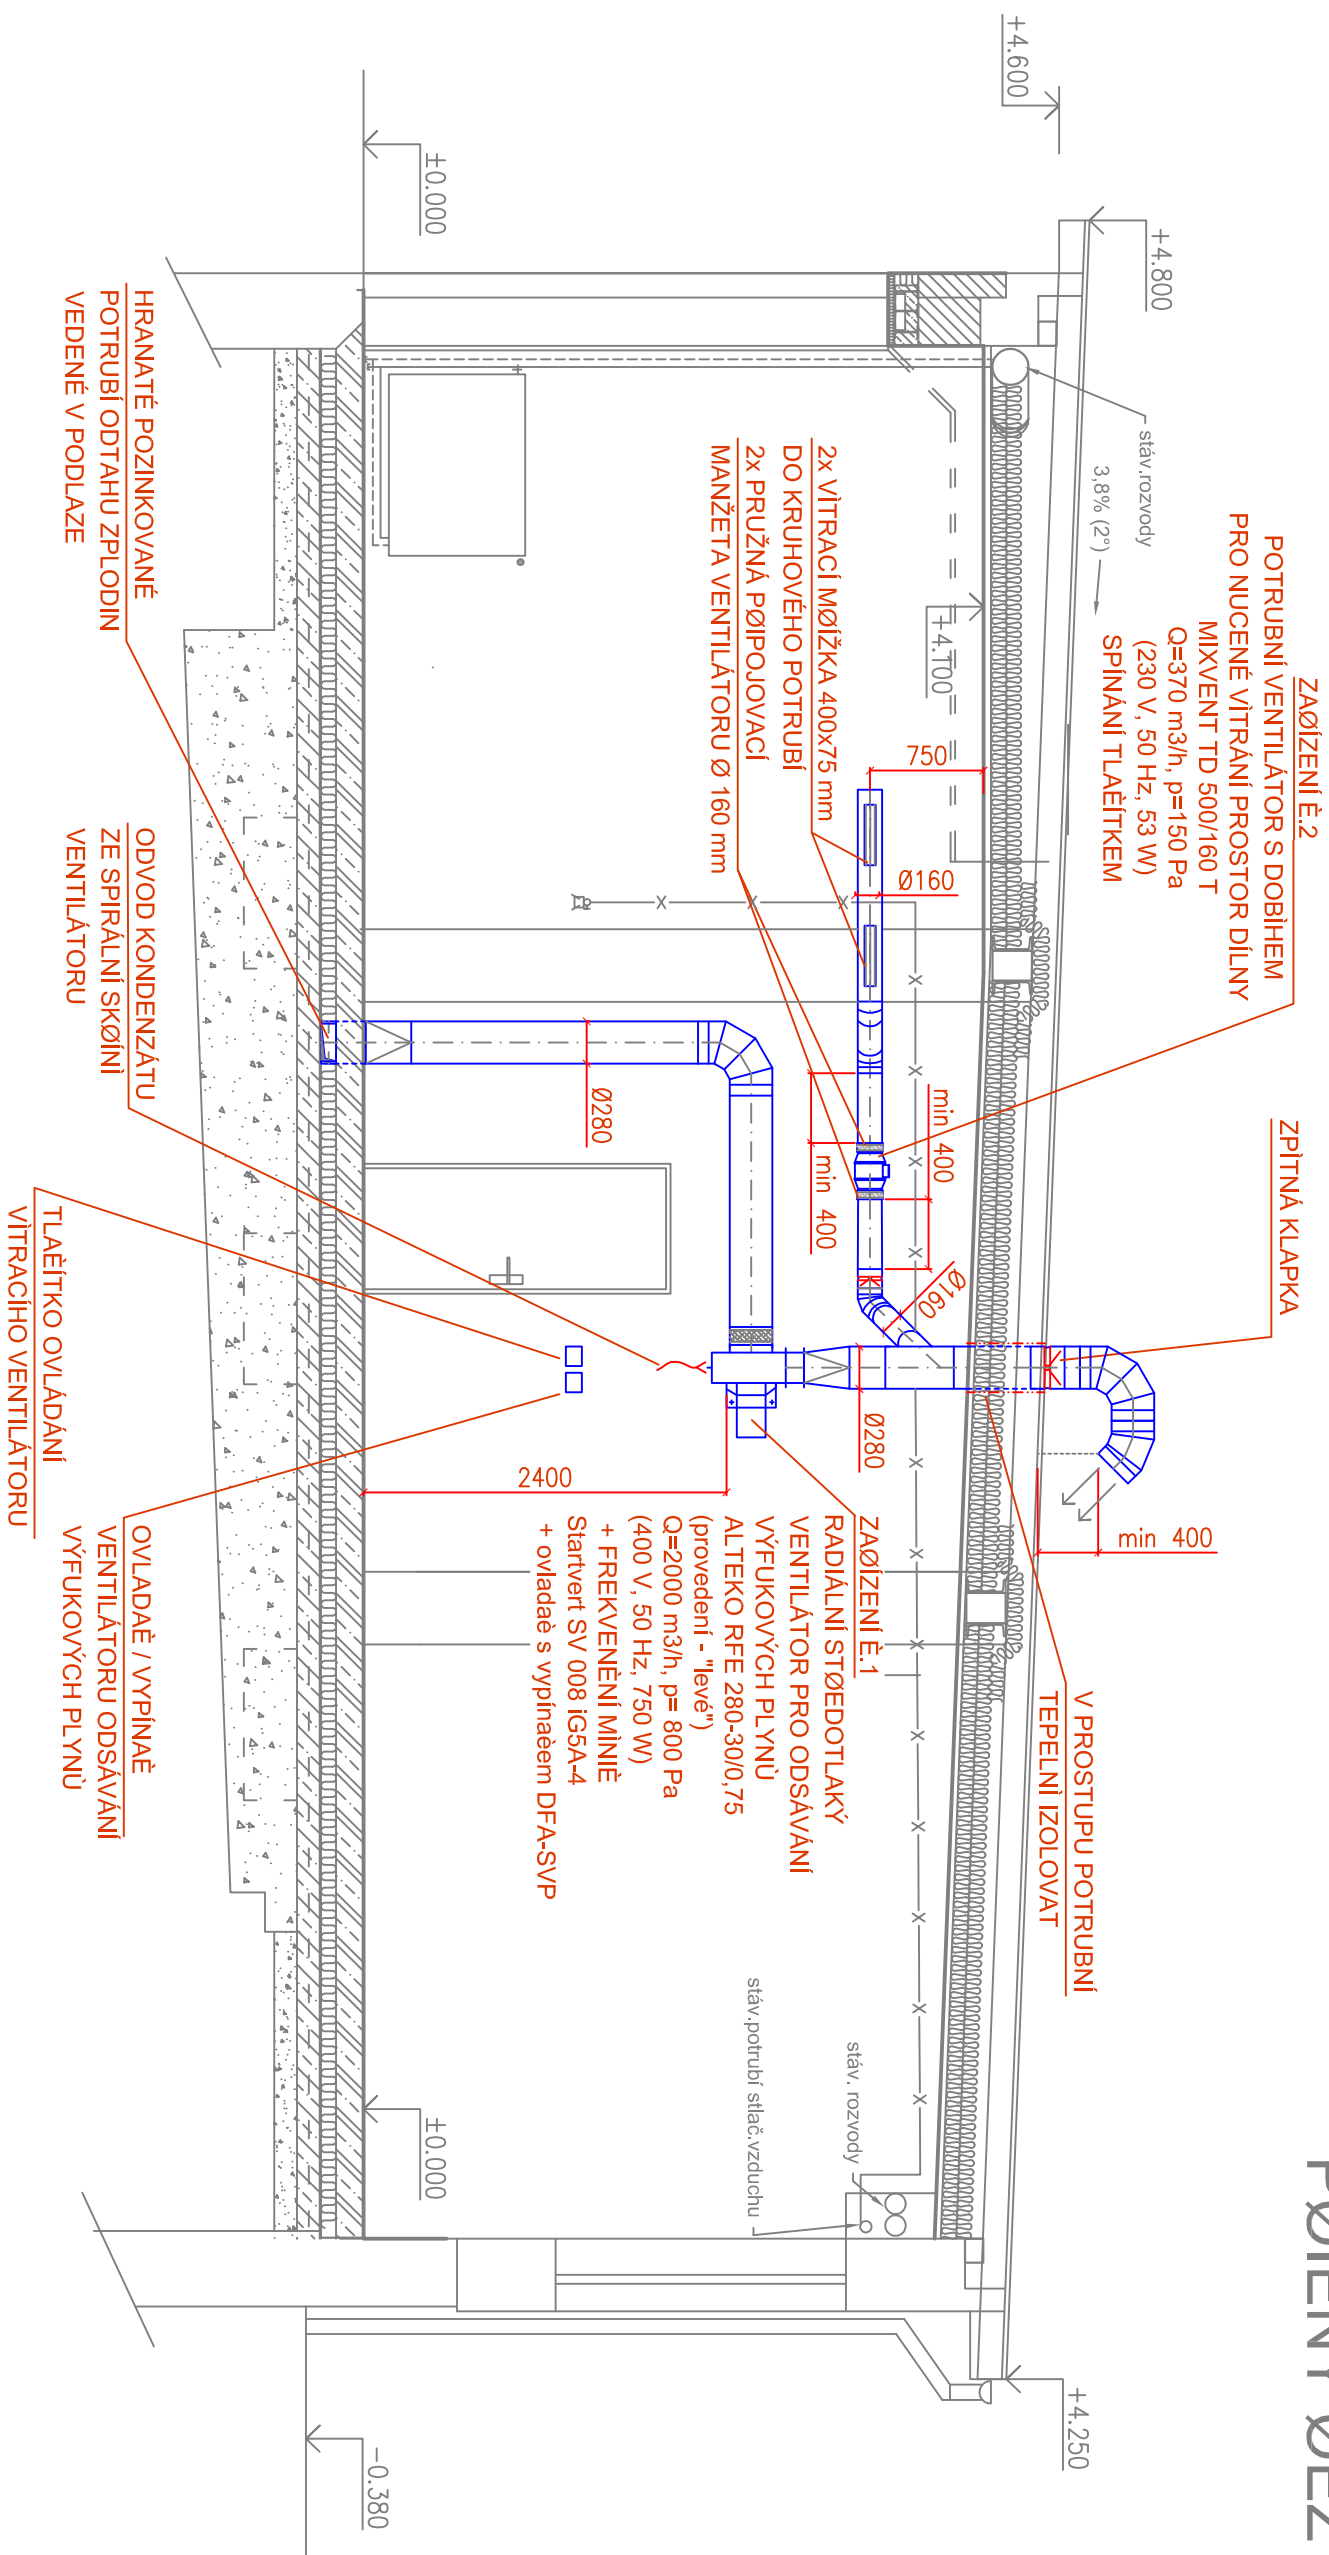 PØÍÈNÝ ØEZ
ZAØÍZENÍ È.2
POTRUBNÍ VENTILÁTOR S DOBÌHEM
PRO NUCENÉ VÌTRÁNÍ PROSTOR DÍLNY
MIXVENT TD 500/160 T
Q=370 m3/h, p=150 Pa
(230 V, 50 Hz, 53 W)
SPÍNÁNÍ TLAÈÍTKEM
ZPÌTNÁ KLAPKA
+4.600
+4.800
stáv.rozvody
3,8% (2°)
min 400
V PROSTUPU POTRUBNÍ
TEPELNÌ IZOLOVAT
+4.250
+4.100
750
Ø160
min 400
min 400
Ø160
Ø280
2x VÌTRACÍ MØÍŽKA 400x75 mm
DO KRUHOVÉHO POTRUBÍ
2x PRUŽNÁ PØIPOJOVACÍ
MANŽETA VENTILÁTORU Ø 160 mm
ZAØÍZENÍ È.1
RADIÁLNÍ STØEDOTLAKÝ
VENTILÁTOR PRO ODSÁVÁNÍ
VÝFUKOVÝCH PLYNÙ
ALTEKO RFE 280-30/0,75
(provedení - "levé")
Q=2000 m3/h, p= 800 Pa
(400 V, 50 Hz, 750 W)
+ FREKVENÈNÍ MÌNIÈ
Startvert SV 008 iG5A-4
+ ovladaè s vypínaèem DFA-SVP
stáv. rozvody
stáv.potrubí stlač.vzduchu
Ø280
2400
±0.000
±0.000
-0.380
HRANATÉ POZINKOVANÉ
POTRUBÍ ODTAHU ZPLODIN
VEDENÉ V PODLAZE
ODVOD KONDENZÁTU
ZE SPIRÁLNÍ SKØÍNÌ
VENTILÁTORU
TLAÈÍTKO OVLÁDÁNÍ
VÌTRACÍHO VENTILÁTORU
OVLADAÈ / VYPÍNAÈ
VENTILÁTORU ODSÁVÁNÍ
VÝFUKOVÝCH PLYNÙ